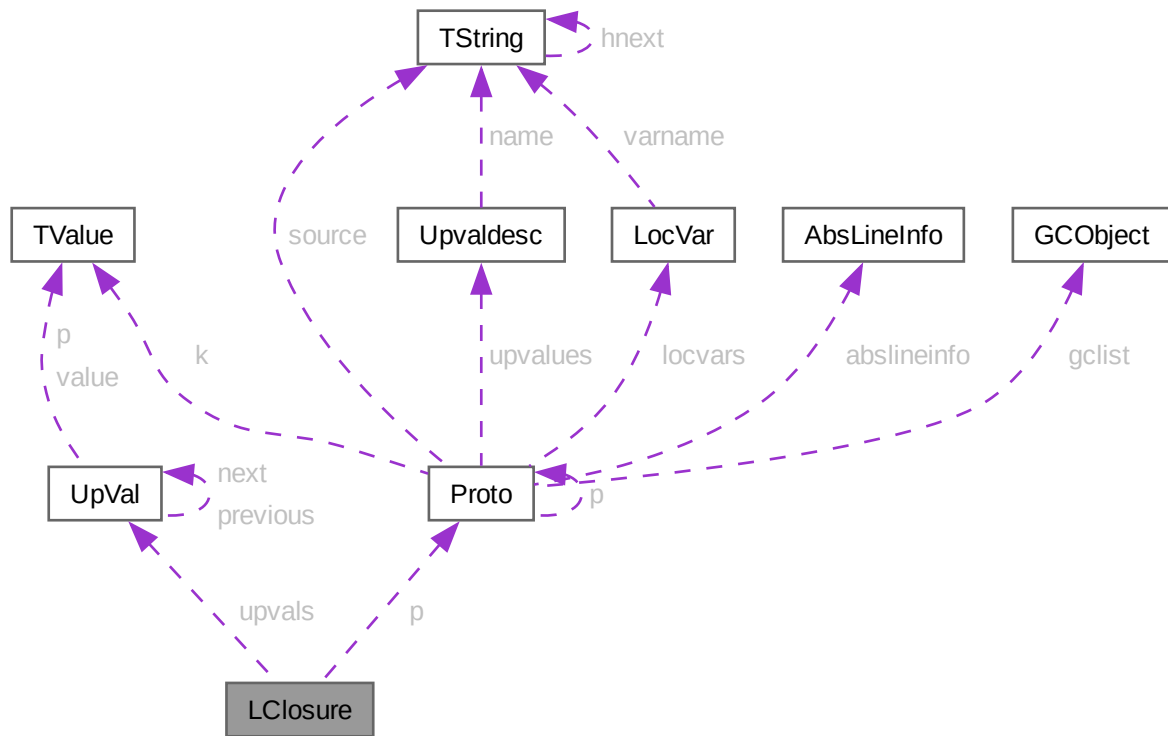 TString
hnext
name
varname
TValue
source
Upvaldesc
LocVar
AbsLineInfo
GCObject
p
value
k
upvalues
locvars
abslineinfo
gclist
UpVal
next
previous
Proto
p
upvals
p
LClosure